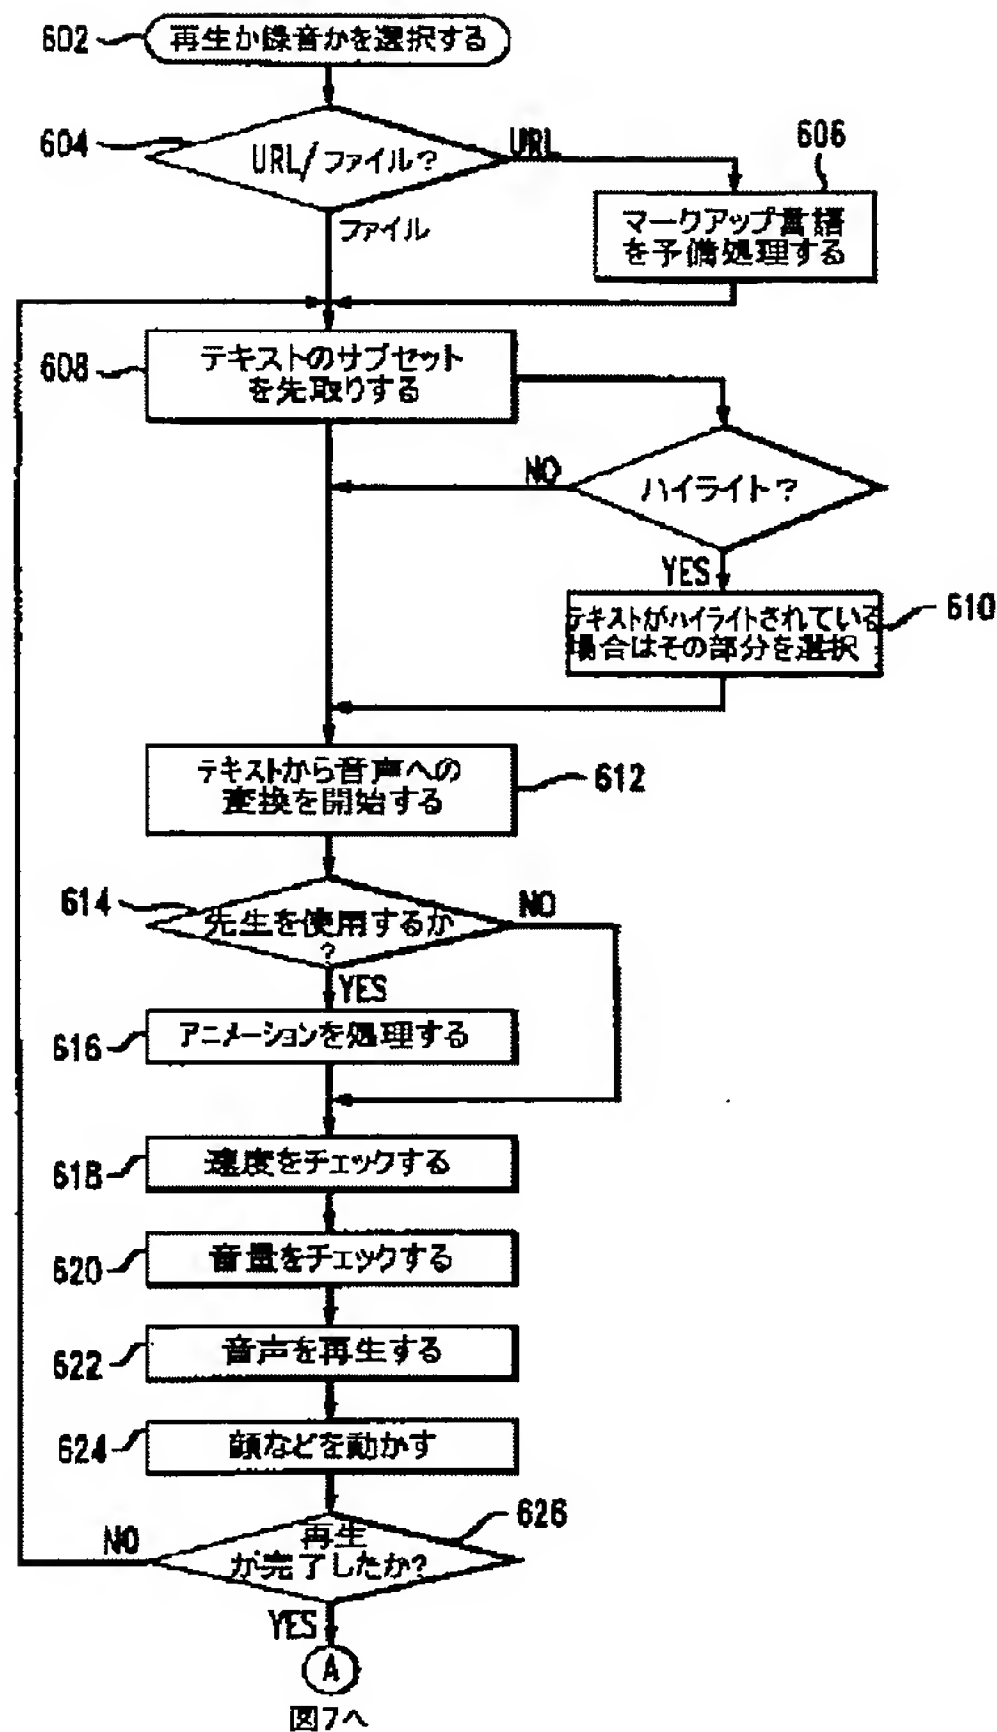 602
再生か録音かを選択する
604
URL/ファイル?
URL
606
マークアップ言語
を予備処理する
ファイル
608
テキストのサブセット
を先取りする
NO
ハイライト?
YES
610
テキストがハイライトされている
場合はその部分を選択
テキストから音声への
変換を開始する
612
614
先生を使用するか
?
NO
YES
616
アニメーションを処理する
618
速度をチェックする
620
音量をチェックする
622
音声を再生する
624
顔などを動かす
626
再生
が完了したか?
NO
YES
A
図7へ